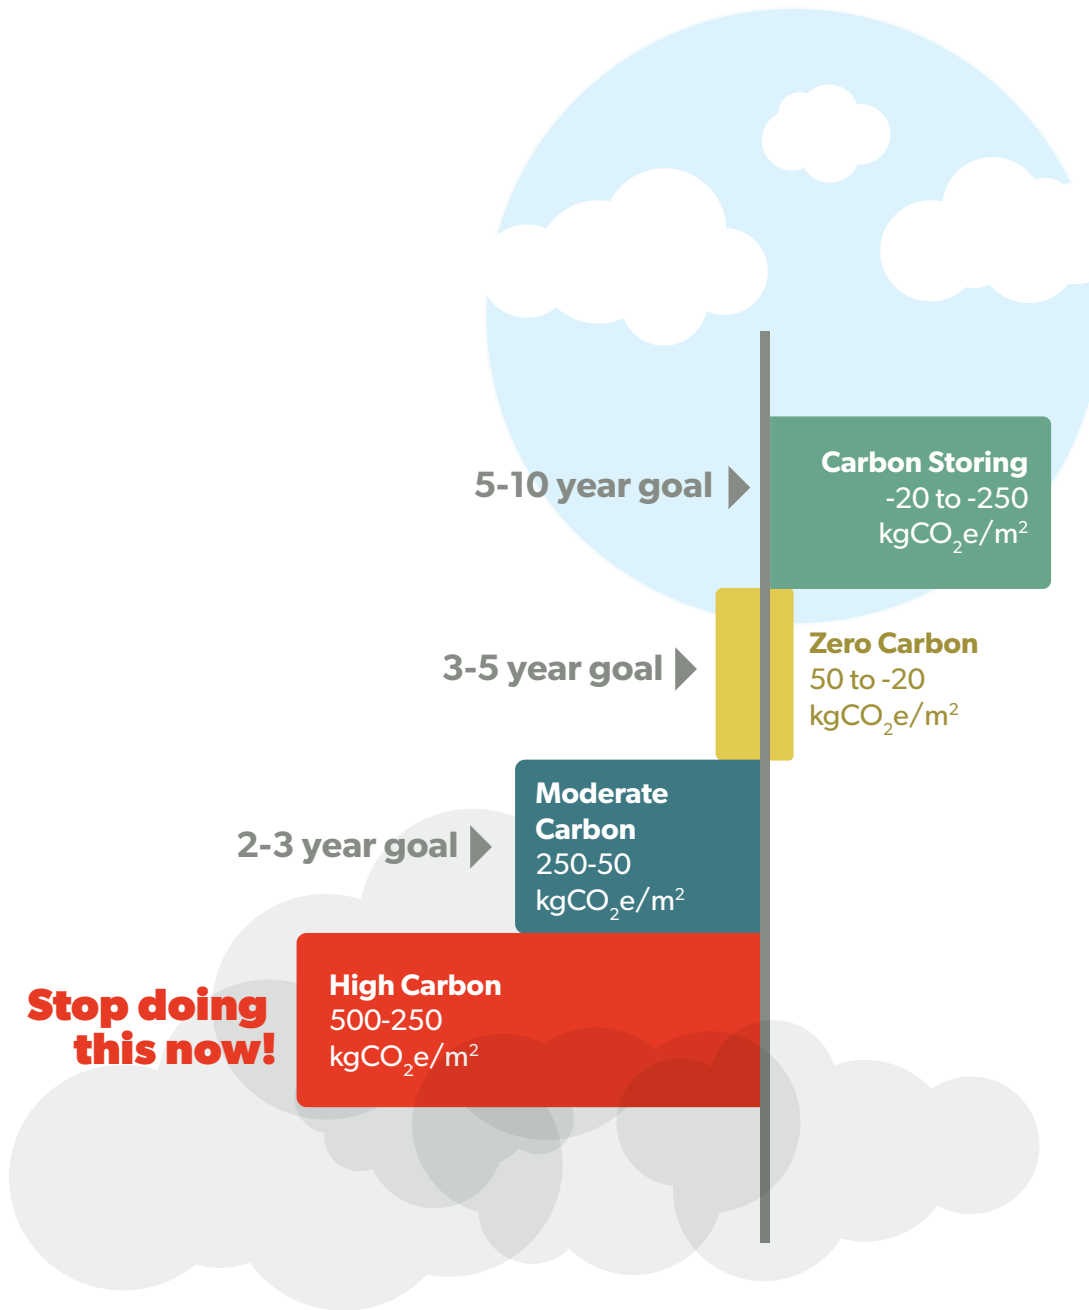 5-10 year goal
Carbon Storing
-20 to -250
kgCO₂e/m²
3-5 year goal
Zero Carbon
50 to -20
kgCO₂e/m²
2-3 year goal
Moderate
Carbon
250-50
kgCO₂e/m²
Stop doing
this now!
High Carbon
500-250
kgCO₂e/m²